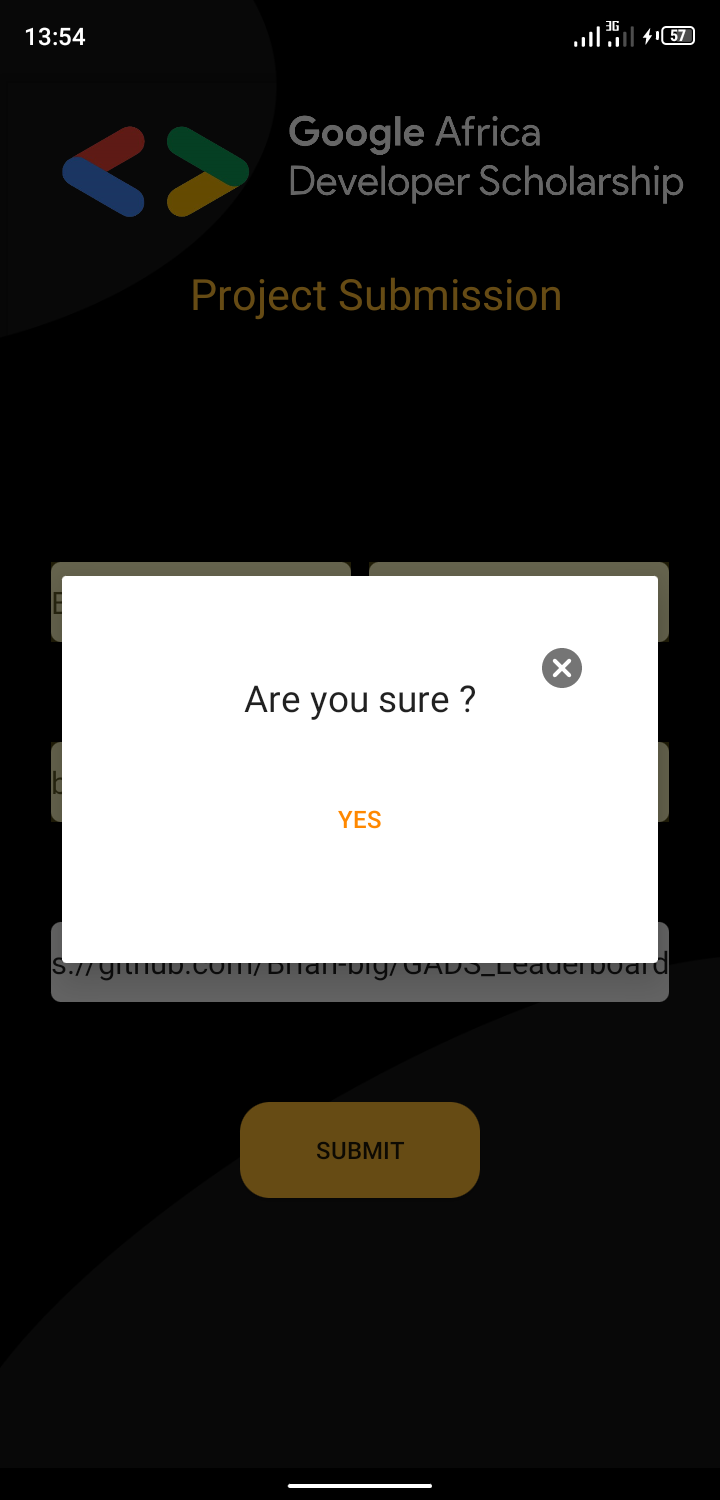 13:54
3G
57
Google Africa
Developer Scholarship
Project Submission
Are you sure ?
YES
s://github.com/Brian-big/GADS_Leaderboard
SUBMIT